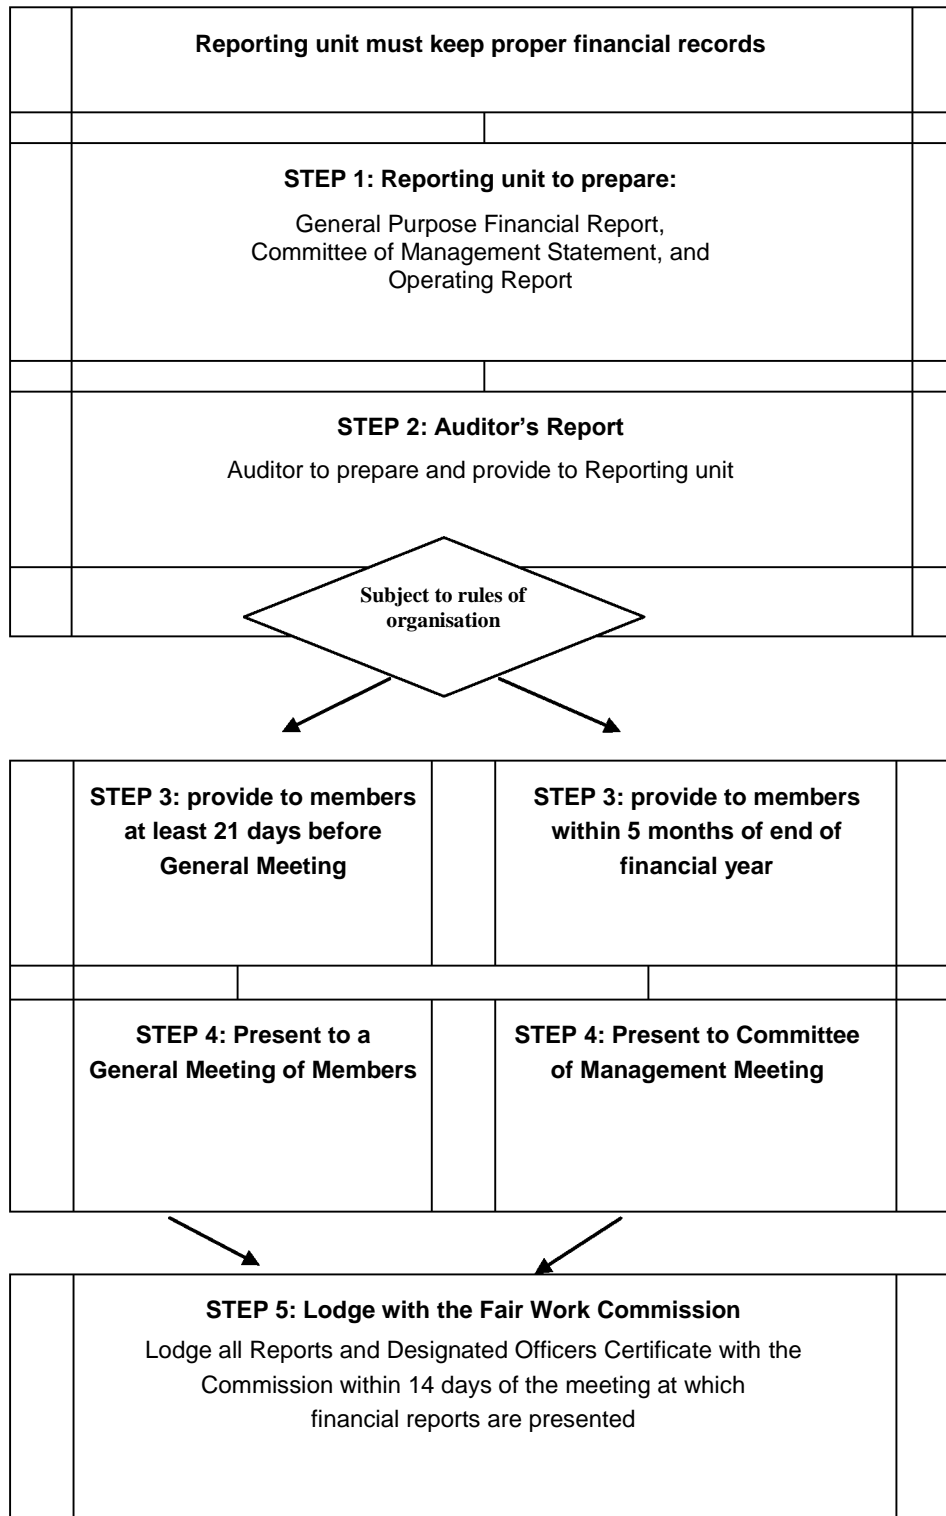 Reporting unit must keep proper financial records
STEP 1: Reporting unit to prepare:
General Purpose Financial Report,
Committee of Management Statement, and
Operating Report
STEP 2: Auditor’s Report
Auditor to prepare and provide to Reporting unit
Subject to rules of
organisation
STEP 3: provide to members
at least 21 days before
General Meeting
STEP 3: provide to members
within 5 months of end of
financial year
STEP 4: Present to a
General Meeting of Members
STEP 4: Present to Committee
of Management Meeting
STEP 5: Lodge with the Fair Work Commission
Lodge all Reports and Designated Officers Certificate with the
Commission within 14 days of the meeting at which
financial reports are presented